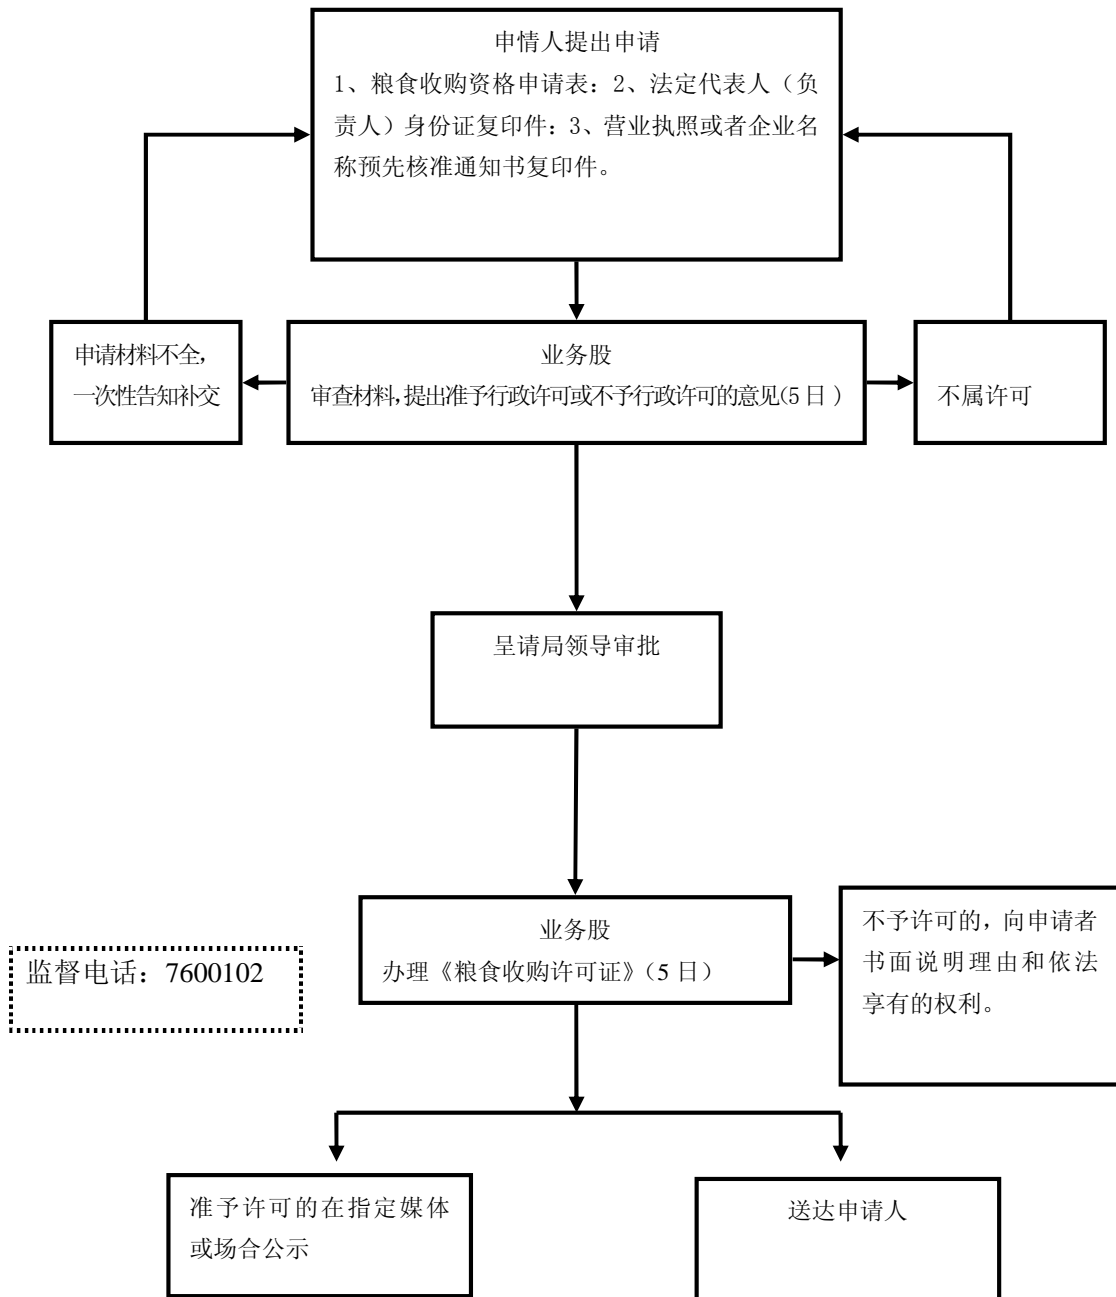 申情人提出申请
1、粮食收购资格申请表：2、法定代表人（负
责人）身份证复印件：3、营业执照或者企业名
称预先核准通知书复印件。
申请材料不全，
一次性告知补交
业务股
审查材料，提出准予行政许可或不予行政许可的意见（5日）
不属许可
呈请局领导审批
业务股
办理《粮食收购许可证》（5日）
不予许可的，向申请者
书面说明理由和依法
享有的权利。
监督电话：7600102
准予许可的在指定媒体
或场合公示
送达申请人